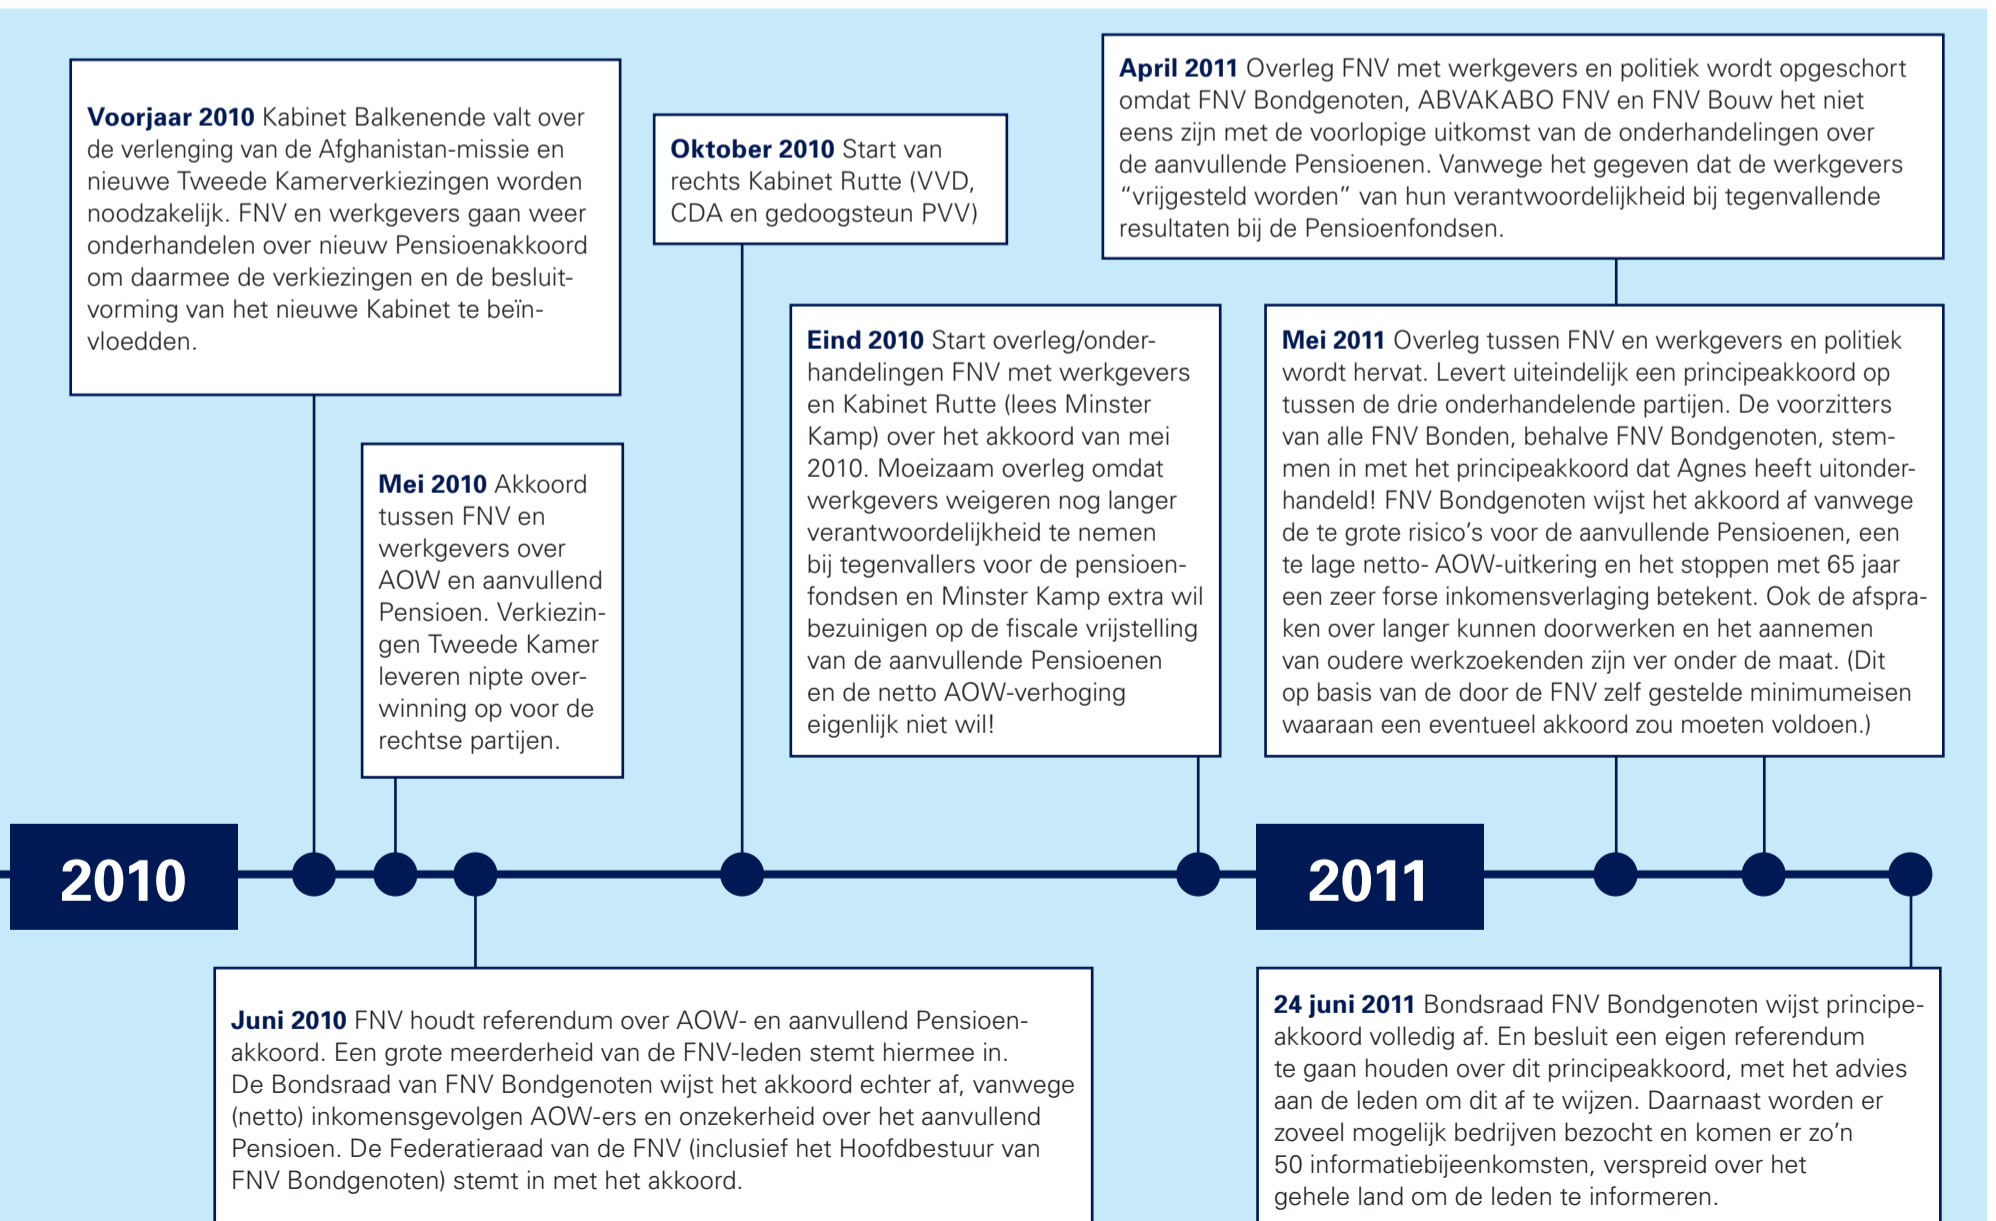 Voorjaar 2010 Kabinet Balkenende valt over
de verlenging van de Afghanistan-missie en
nieuwe Tweede Kamerverkiezingen worden
noodzakelijk. FNV en werkgevers gaan weer
onderhandelen over nieuw Pensioenakkoord
om daarmee de verkiezingen en de besluit-
vorming van het nieuwe Kabinet te beïn-
vloedden.
Mei 2010 Akkoord
tussen FNV en
werkgevers over
AOW en aanvullend
Pensioen. Verkiezin-
gen Tweede Kamer
leveren nipte over-
winning op voor de
rechtse partijen.
Oktober 2010 Start van
rechts Kabinet Rutte (VVD,
CDA en gedoogsteun PVV)
Eind 2010 Start overleg/onder-
handelingen FNV met werkgevers
en Kabinet Rutte (lees Minster
Kamp) over het akkoord van mei
2010. Moeizaam overleg omdat
werkgevers weigeren nog langer
verantwoordelijkheid te nemen
bij tegenvallers voor de pensioen-
fondsen en Minster Kamp extra wil
bezuinigen op de fiscale vrijstelling
van de aanvullende Pensioenen
en de netto AOW-verhoging
eigenlijk niet wil!
April 2011 Overleg FNV met werkgevers en politiek wordt opgeschort
omdat FNV Bondgenoten, ABVAKABO FNV en FNV Bouw het niet
eens zijn met de voorlopige uitkomst van de onderhandelingen over
de aanvullende Pensioenen. Vanwege het gegeven dat de werkgevers
“vrijgesteld worden” van hun verantwoordelijkheid bij tegenvallende
resultaten bij de Pensioenfondsen.
Mei 2011 Overleg tussen FNV en werkgevers en politiek
wordt hervat. Levert uiteindelijk een principeakkoord op
tussen de drie onderhandelende partijen. De voorzitters
van alle FNV Bonden, behalve FNV Bondgenoten, stem-
men in met het principeakkoord dat Agnes heeft uitonder-
handeld! FNV Bondgenoten wijst het akkoord af vanwege
de te grote risico’s voor de aanvullende Pensioenen, een
te lage netto- AOW-uitkering en het stoppen met 65 jaar
een zeer forse inkomensverlaging betekent. Ook de afspra-
ken over langer kunnen doorwerken en het aannemen
van oudere werkzoekenden zijn ver onder de maat. (Dit
op basis van de door de FNV zelf gestelde minimumeisen
waaraan een eventueel akkoord zou moeten voldoen.)
2010
2011
Juni 2010 FNV houdt referendum over AOW- en aanvullend Pensioen-
akkoord. Een grote meerderheid van de FNV-leden stemt hiermee in.
De Bondsraad van FNV Bondgenoten wijst het akkoord echter af, vanwege
(netto) inkomensgevolgen AOW-ers en onzekerheid over het aanvullend
Pensioen. De Federatieraad van de FNV (inclusief het Hoofdbestuur van
FNV Bondgenoten) stemt in met het akkoord.
24 juni 2011 Bondsraad FNV Bondgenoten wijst principe-
akkoord volledig af. En besluit een eigen referendum
te gaan houden over dit principeakkoord, met het advies
aan de leden om dit af te wijzen. Daarnaast worden er
zoveel mogelijk bedrijven bezocht en komen er zo’n
50 informatiebijeenkomsten, verspreid over het
gehele land om de leden te informeren.